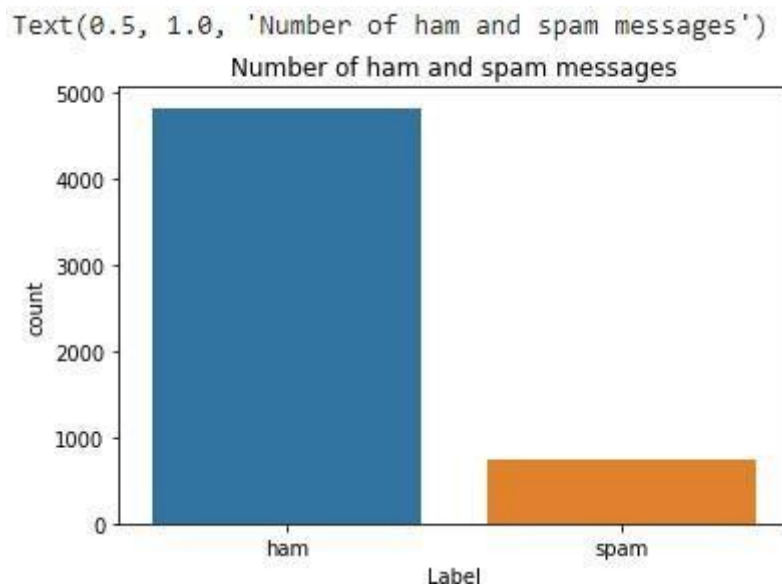 Text(0.5, 1.0, 'Number of ham and spam messages')
Number of ham and spam messages
5000
4000
3000
2000
1000
0
count
ham spam
Label